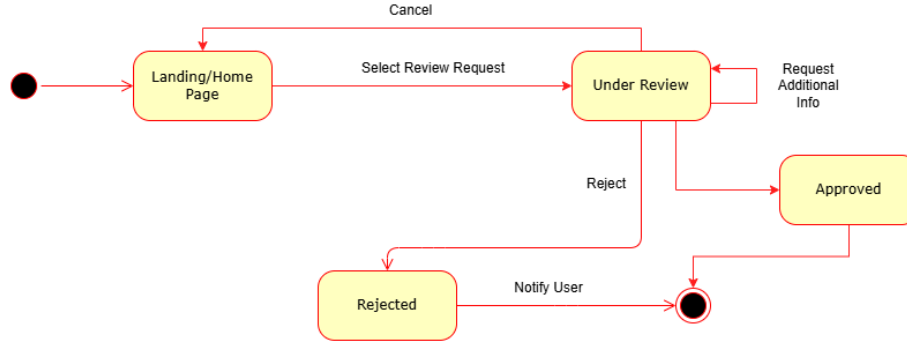 Cancel
Landing/Home
Page
Select Review Request
Under Review
Request
Additional
Info
Reject
Approved
Rejected
Notify User